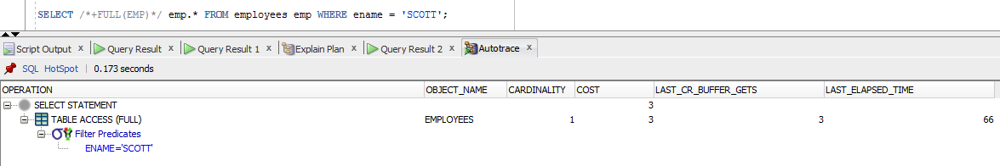 SELECT /*+FULL(EMP)*/ emp.* FROM employees emp WHERE ename = 'SCOTT';
Script Output x Query Result x Query Result 1 x Explain Plan x Query Result 2 x Autotrace x
SQL HotSpot | 0.173 seconds
OPERATION OBJECT_NAME CARDINALITY COST LAST_CR_BUFFER_GETS LAST_ELAPSED_TIME
SELECT STATEMENT 3
TABLE ACCESS (FULL) EMPLOYEES 1 3 3 66
Filter Predicates
ENAME='SCOTT'